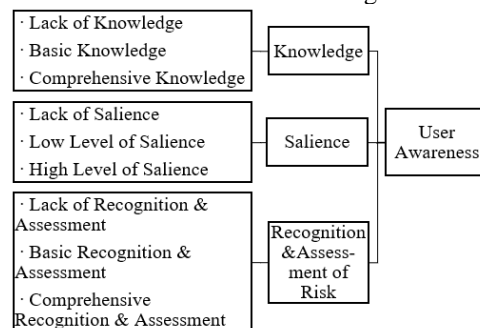 · Lack of Knowledge
· Basic Knowledge
· Comprehensive Knowledge
Knowledge
· Lack of Salience
· Low Level of Salience
· High Level of Salience
Salience
User
Awareness
· Lack of Recognition &
Assessment
· Basic Recognition &
Assessment
· Comprehensive
Recognition & Assessment
Recognition
&Assess-
ment of
Risk